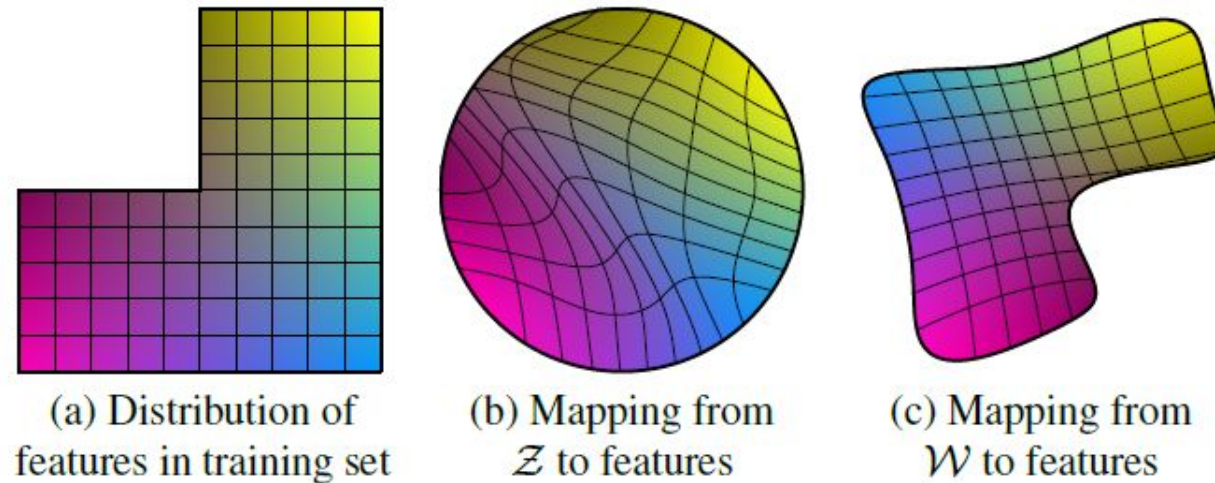 (a) Distribution of
features in training set
(b) Mapping from
𝒵 to features
(c) Mapping from
𝒲 to features